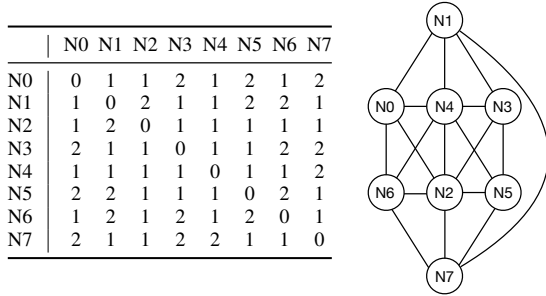 N0 N1 N2 N3 N4 N5 N6 N7
N0 0 1 1 2 1 2 1 2
N1 1 0 2 1 1 2 2 1
N2 1 2 0 1 1 1 1 1
N3 2 1 1 0 1 1 2 2
N4 1 1 1 1 0 1 1 2
N5 2 2 1 1 1 0 2 1
N6 1 2 1 2 1 2 0 1
N7 2 1 1 2 2 1 1 0
N1
N0 N4 N3
N6 N2 N5
N7